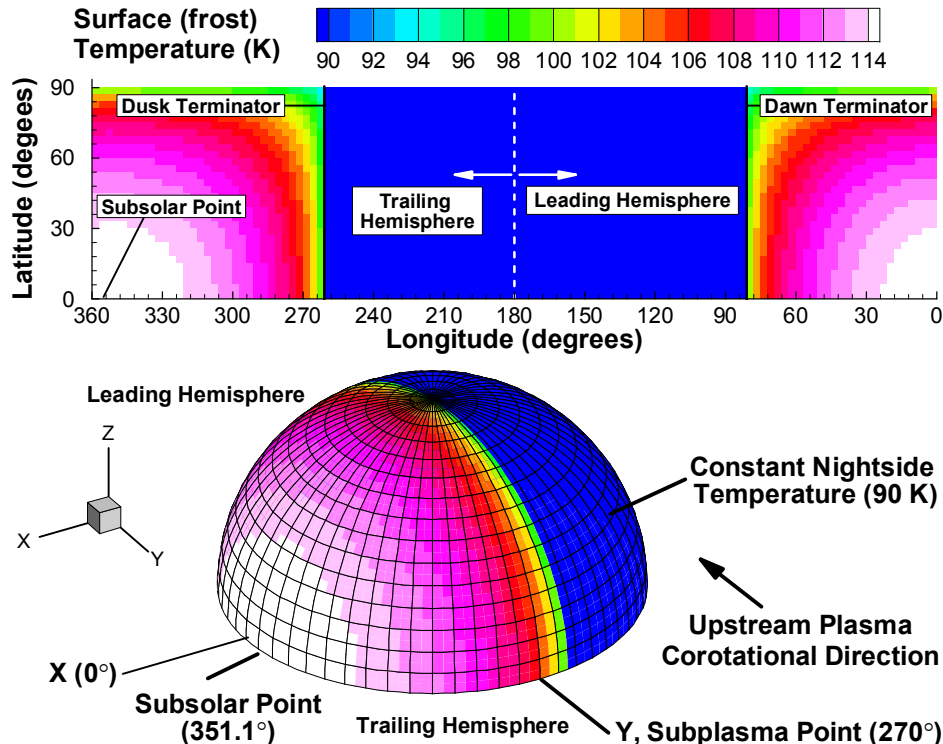 Surface (frost)
Temperature (K)
90 92 94 96 98 100 102 104 106 108 110 112 114
Latitude (degrees)
90
60
30
0
Dusk Terminator
Dawn Terminator
Subsolar Point
Trailing
Hemisphere
Leading Hemisphere
360 330 300 270 240 210 180 150 120 90 60 30 0
Longitude (degrees)
Leading Hemisphere
Z
X
Y
Constant Nightside
Temperature (90 K)
Upstream Plasma
Corotational Direction
X (0°)
Subsolar Point
(351.1°)
Trailing Hemisphere
Y, Subplasma Point (270°)